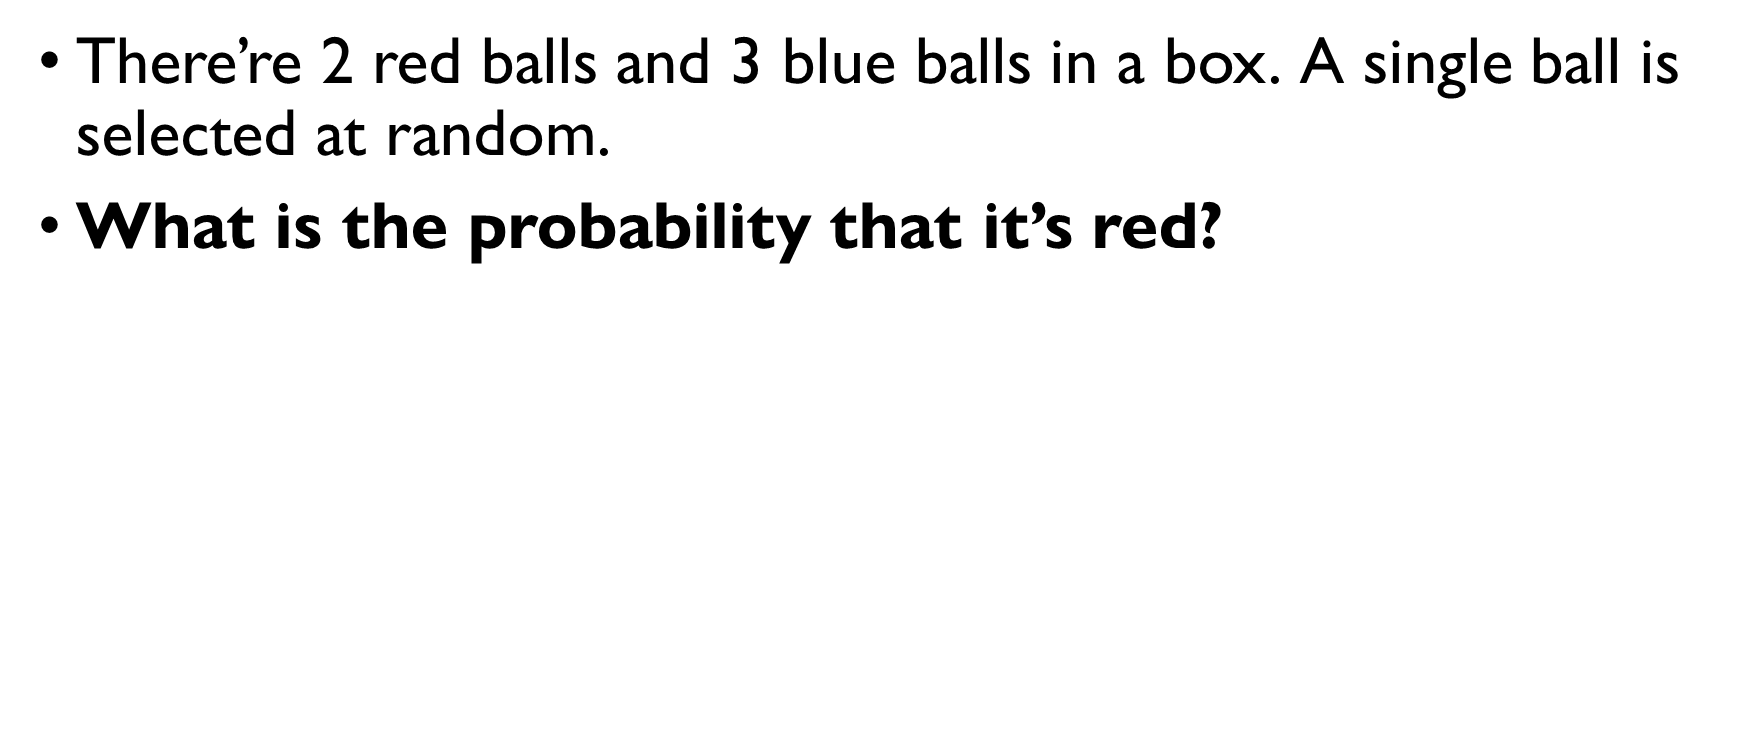 • There’re 2 red balls and 3 blue balls in a box. A single ball is
selected at random.
• What is the probability that it’s red?